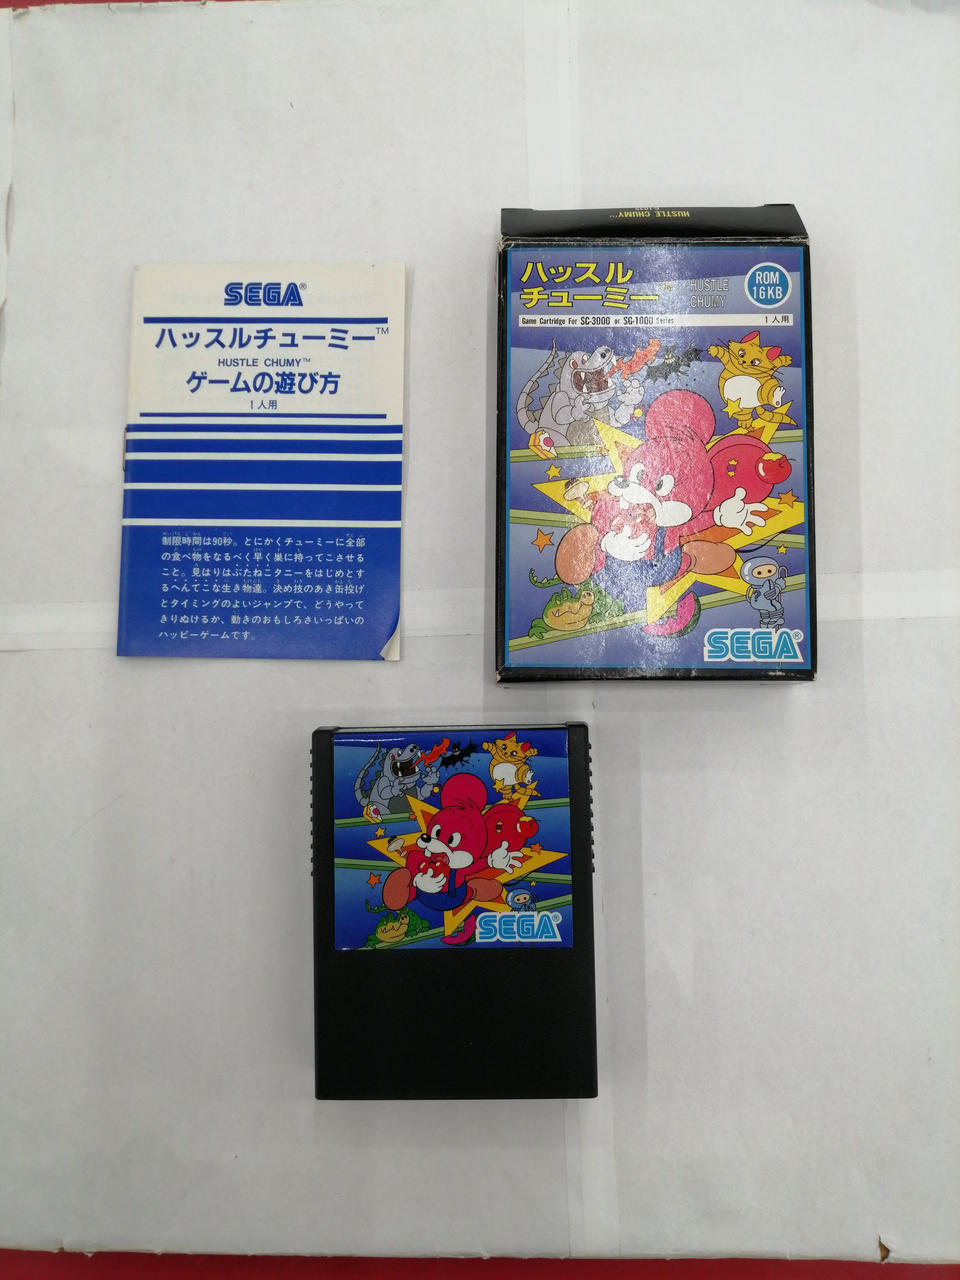 SEGA®
ハッスルチューミー™
HUSTLE CHUMY™
ゲームの遊び方
1人用
制限時間は90秒。とにかくチューミーに全部
の食べ物をなるべく早く巣に持ってこさせる
こと。見はりはぶたねこタニーをはじめとす
るへんてこな生き物達。決め技のあき缶投げ
とタイミングのよいジャンプで、どうやって
きりぬけるか、動きのおもしろさいっぱいの
ハッピーゲームです。
HUSTLE CHUMY™
ハッスル
チューミー™
HUSTLE
CHUMY
ROM
16KB
Game Cartridge For SC-3000 or SG-1000 Series
1人用
SEGA®
SEGA®